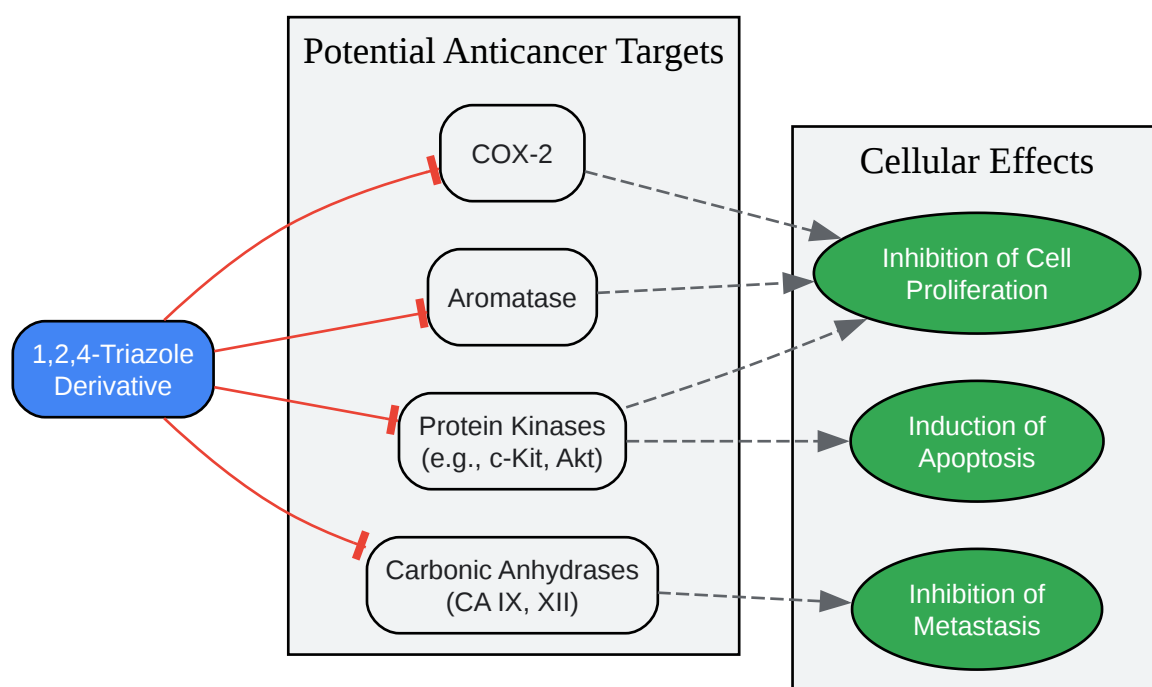 Potential Anticancer Targets
COX-2
Aromatase
Protein Kinases
(e.g., c-Kit, Akt)
Carbonic Anhydrases
(CA IX, XII)
1,2,4-Triazole
Derivative
Cellular Effects
Inhibition of Cell
Proliferation
Induction of
Apoptosis
Inhibition of
Metastasis